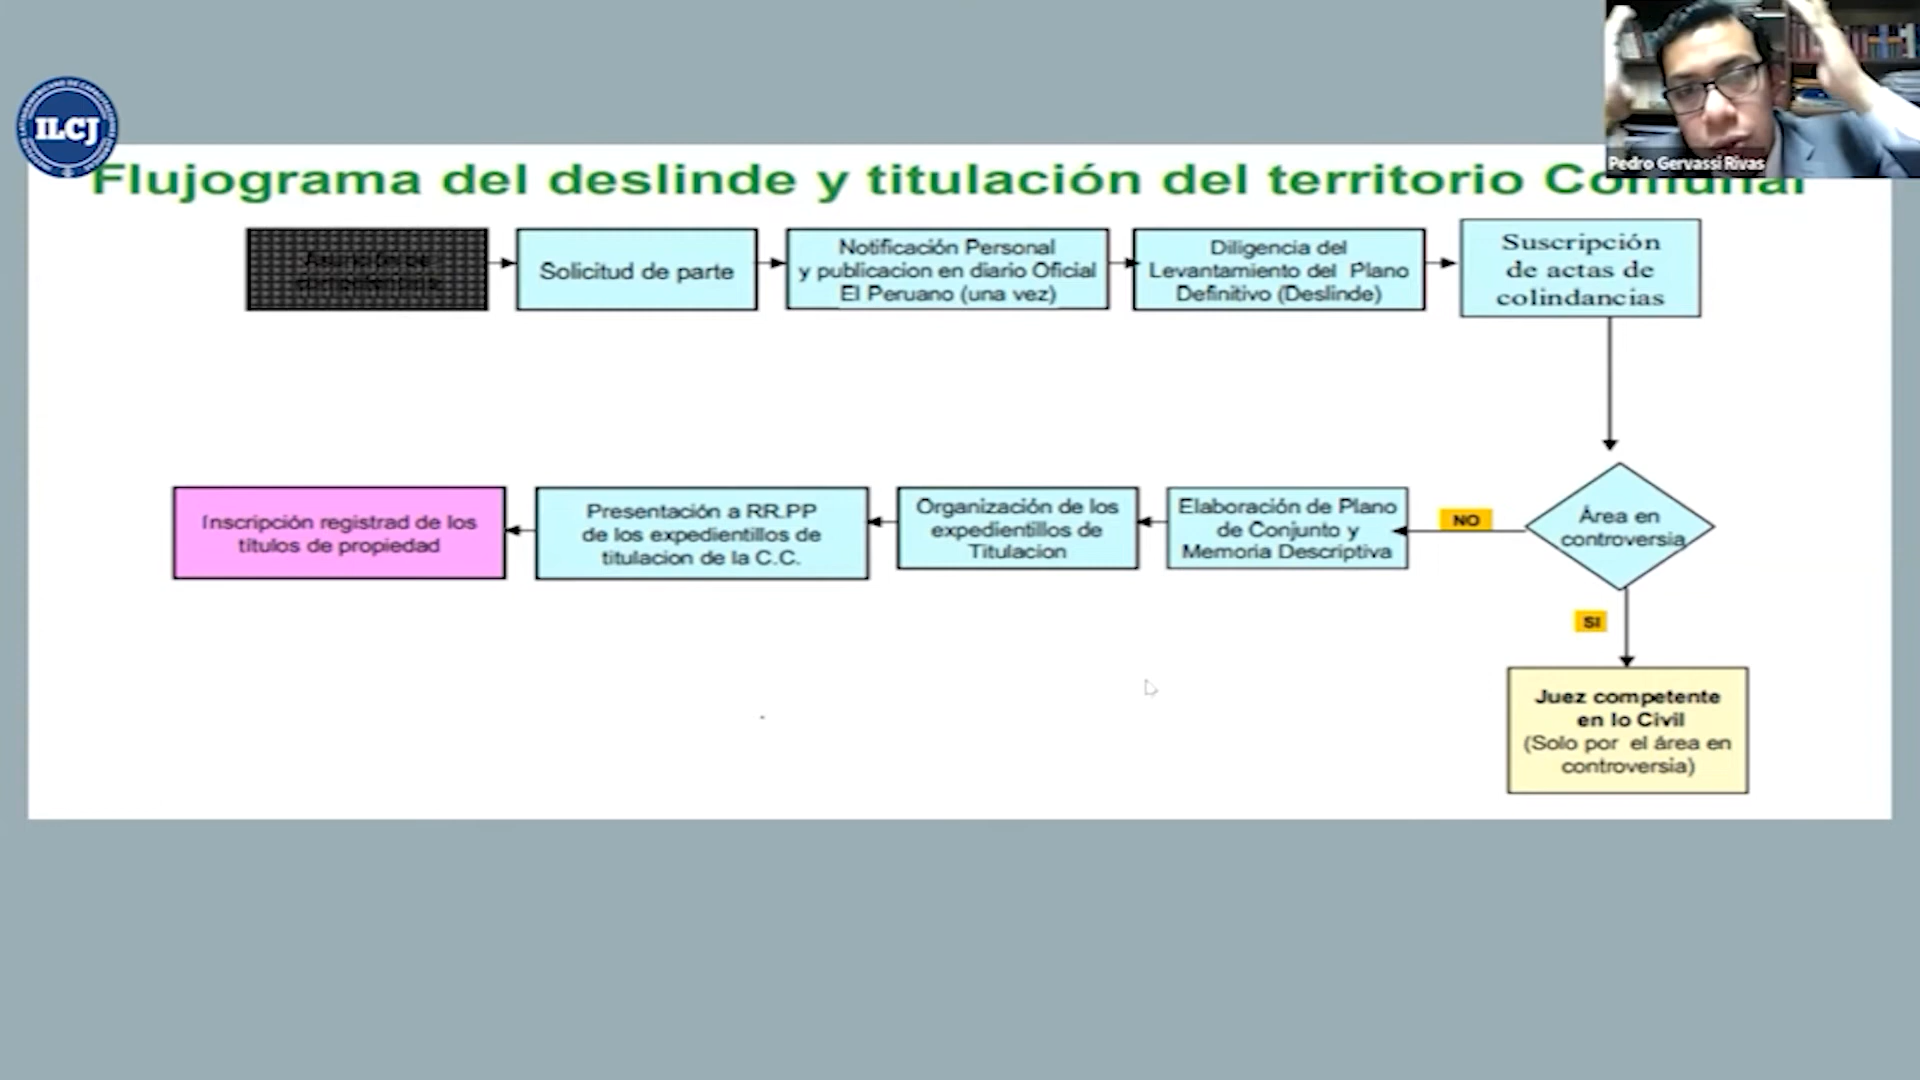 ILCJ
Pedro Gervassi Rivas
Flujograma del deslinde y titulación del territorio Comunal
Solicitud de parte
Notificación Personal
y publicacion en diario Oficial
El Peruano (una vez)
Diligencia del
Levantamiento del Plano
Definitivo (Deslinde)
Suscripción
de actas de
colindancias
Inscripción registrad de los
títulos de propiedad
Presentación a RR.PP
de los expedientillos de
titulacion de la C.C.
Organización de los
expedientillos de
Titulacion
Elaboración de Plano
de Conjunto y
Memoria Descriptiva
NO
Área en
controversia
SI
Juez competente
en lo Civil
(Solo por el área en
controversia)